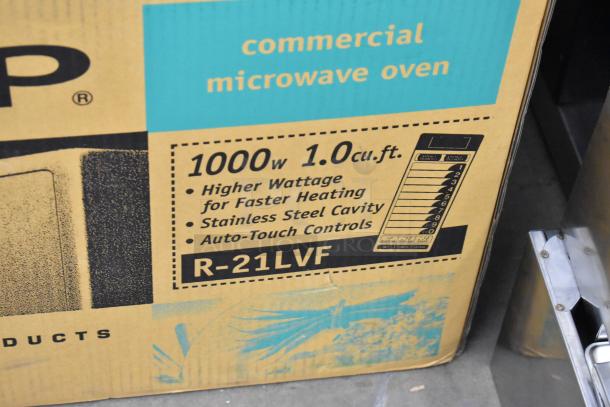 P®
commercial
microwave oven
1000w 1.0cu.ft.
• Higher Wattage
for Faster Heating
• Stainless Steel Cavity
• Auto-Touch Controls
R-21LVF
DUCTS